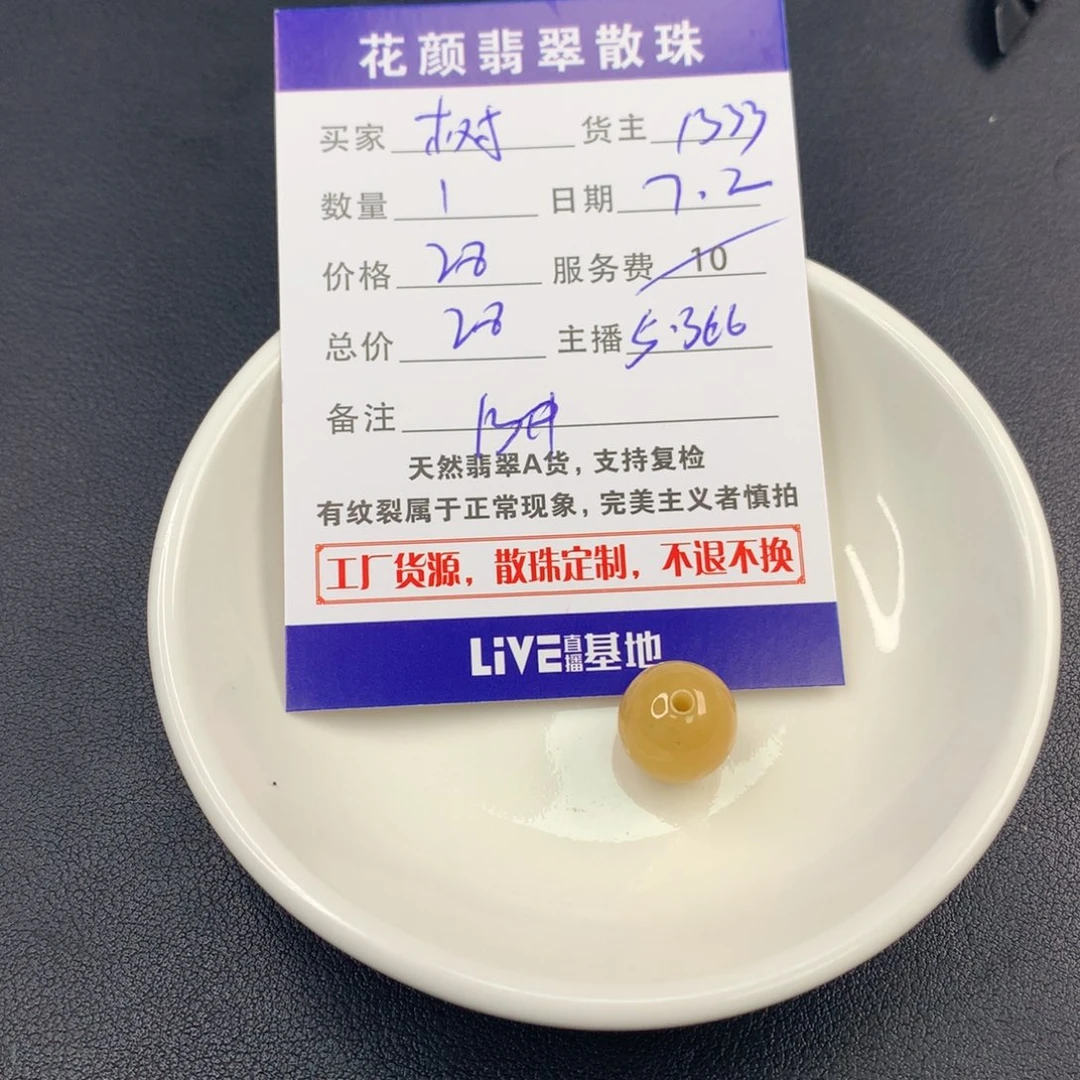 花颜翡翠散珠
买家 树 货主 1333
数量 1 日期 7.2
价格 28 服务费 10
总价 28 主播 5.366
备注
天然翡翠A货，支持复检
有纹裂属于正常现象，完美主义者慎拍
工厂货源，散珠定制，不退不换
LiVE直播基地